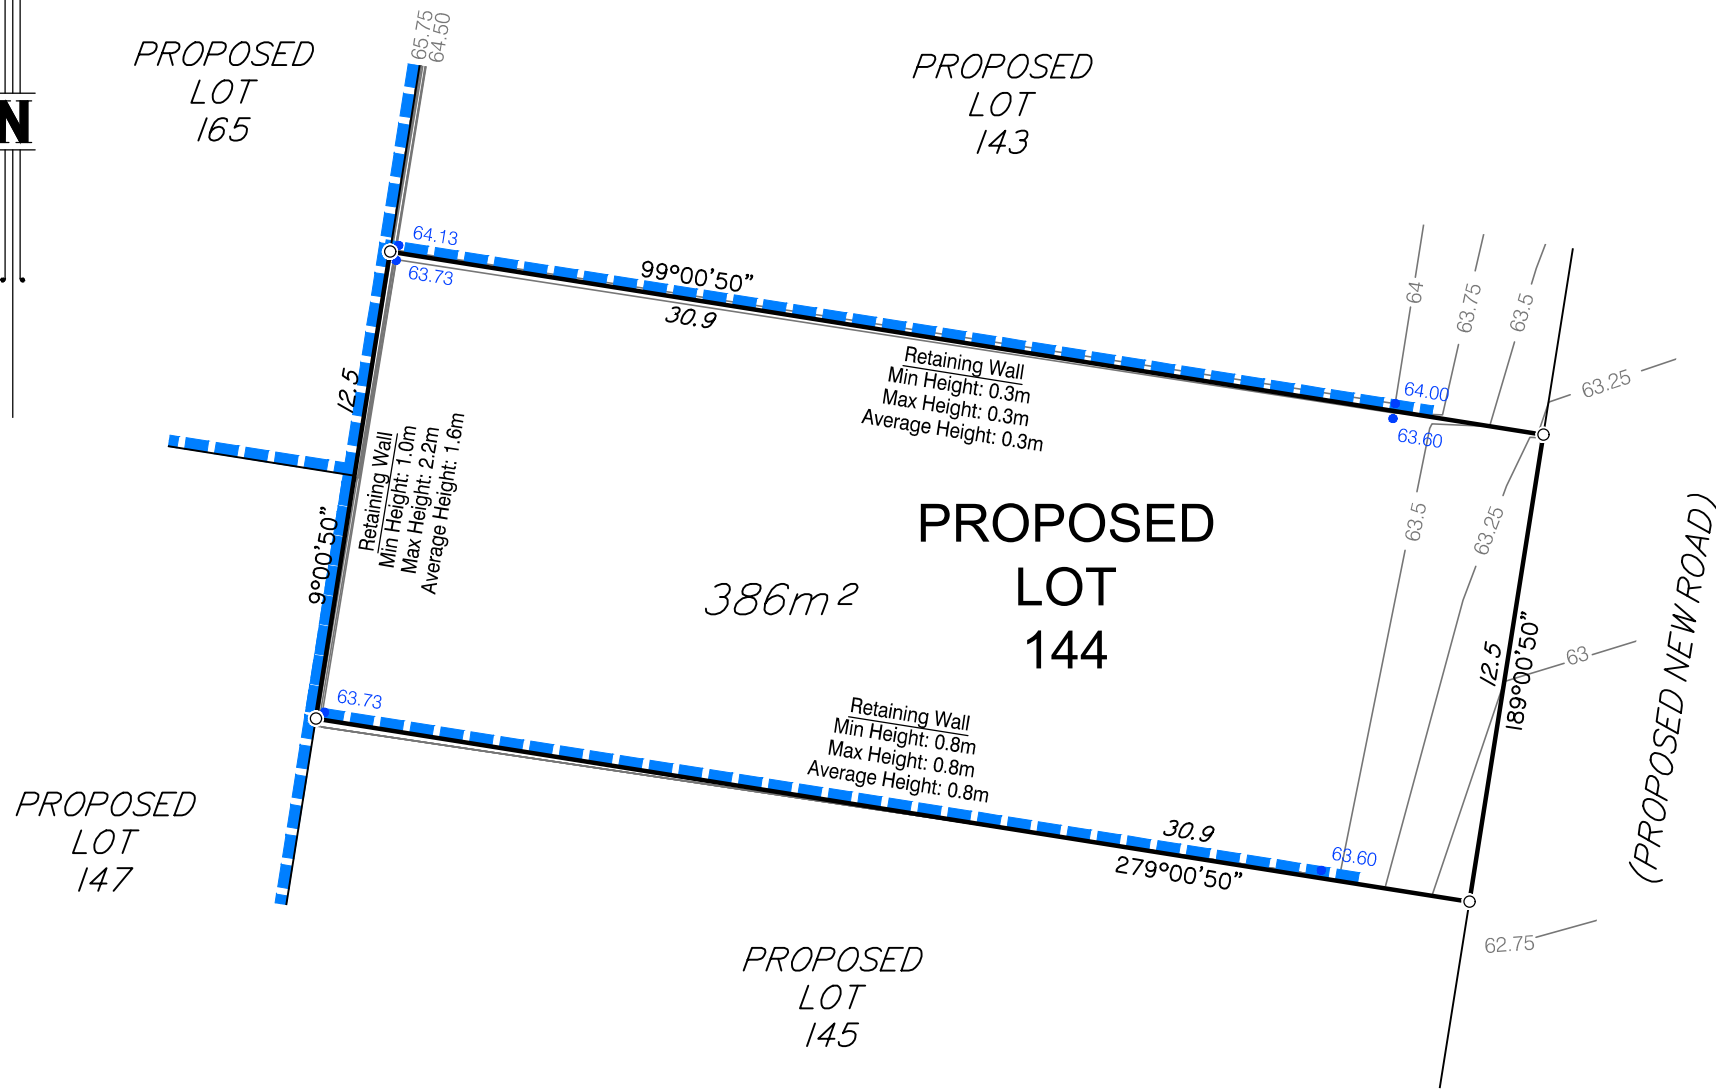 65.75
64.50
PROPOSED
LOT
165
PROPOSED
LOT
143
N
64.13
63.73
99°00'50"
30.9
64
63.75
63.5
63.25
Retaining Wall
Min Height: 0.3m
Max Height: 0.3m
Average Height: 0.3m
64.00
63.60
12.5
9°00'50"
Retaining Wall
Min Height: 1.0m
Max Height: 2.2m
Average Height: 1.6m
PROPOSED
LOT
144
386m²
63.5
63.25
12.5
189°00'50"
63
(PROPOSED NEW ROAD)
63.73
Retaining Wall
Min Height: 0.8m
Max Height: 0.8m
Average Height: 0.8m
30.9
279°00'50"
63.60
PROPOSED
LOT
147
62.75
PROPOSED
LOT
145